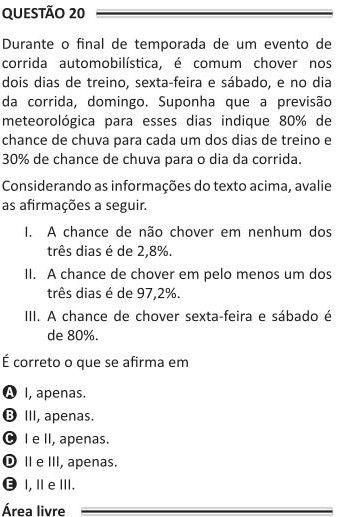 QUESTÃO 20
Durante o final de temporada de um evento de
corrida automobilística, é comum chover nos
dois dias de treino, sexta-feira e sábado, e no dia
da corrida, domingo. Suponha que a previsão
meteorológica para esses dias indique 80% de
chance de chuva para cada um dos dias de treino e
30% de chance de chuva para o dia da corrida.
Considerando as informações do texto acima, avalie
as afirmações a seguir.
I. A chance de não chover em nenhum dos
três dias é de 2,8%.
II. A chance de chover em pelo menos um dos
três dias é de 97,2%.
III. A chance de chover sexta-feira e sábado é
de 80%.
É correto o que se afirma em
A I, apenas.
B III, apenas.
C I e II, apenas.
D II e III, apenas.
E I, II e III.
Área livre